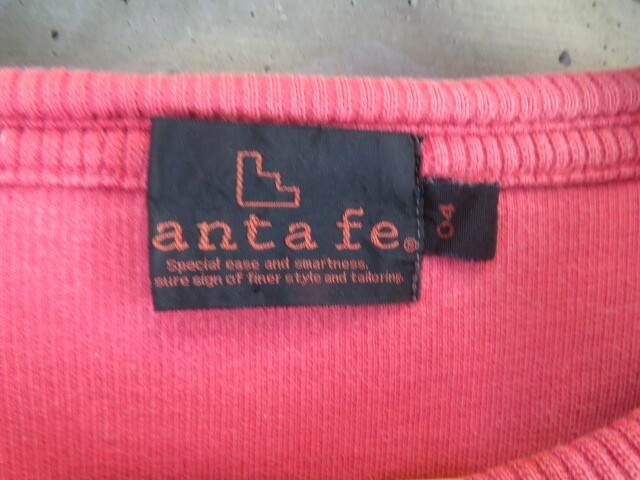 anta fe®
Special ease and smartness,
sure sign of finer style and tailoring.
04